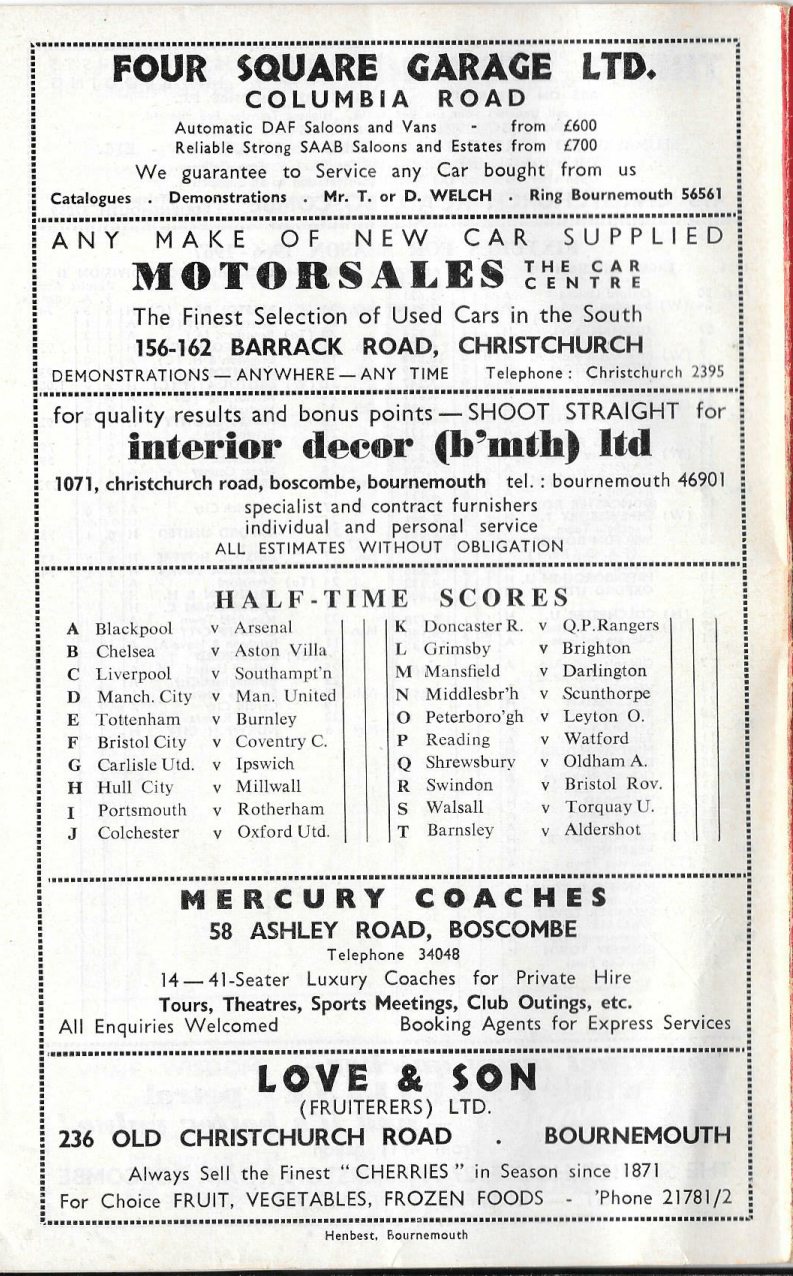 FOUR SQUARE GARAGE LTD.
COLUMBIA ROAD
Automatic DAF Saloons and Vans - from £600
Reliable Strong SAAB Saloons and Estates from £700
We guarantee to Service any Car bought from us
Catalogues . Demonstrations . Mr. T. or D. WELCH . Ring Bournemouth 56561
ANY MAKE OF NEW CAR SUPPLIED
MOTORSALES THE CAR CENTRE
The Finest Selection of Used Cars in the South
156-162 BARRACK ROAD, CHRISTCHURCH
DEMONSTRATIONS — ANYWHERE — ANY TIME Telephone : Christchurch 2395
for quality results and bonus points — SHOOT STRAIGHT for
interior decor (b'mth) ltd
1071, christchurch road, boscombe, bournemouth tel. : bournemouth 46901
specialist and contract furnishers
individual and personal service
ALL ESTIMATES WITHOUT OBLIGATION
HALF-TIME SCORES
A Blackpool v Arsenal
B Chelsea v Aston Villa
C Liverpool v Southampt'n
D Manch. City v Man. United
E Tottenham v Burnley
F Bristol City v Coventry C.
G Carlisle Utd. v Ipswich
H Hull City v Millwall
I Portsmouth v Rotherham
J Colchester v Oxford Utd.
K Doncaster R. v Q.P.Rangers
L Grimsby v Brighton
M Mansfield v Darlington
N Middlesbr'h v Scunthorpe
O Peterboro'gh v Leyton O.
P Reading v Watford
Q Shrewsbury v Oldham A.
R Swindon v Bristol Rov.
S Walsall v Torquay U.
T Barnsley v Aldershot
MERCURY COACHES
58 ASHLEY ROAD, BOSCOMBE
Telephone 34048
14 — 41-Seater Luxury Coaches for Private Hire
Tours, Theatres, Sports Meetings, Club Outings, etc.
All Enquiries Welcomed Booking Agents for Express Services
LOVE & SON
(FRUITERERS) LTD.
236 OLD CHRISTCHURCH ROAD . BOURNEMOUTH
Always Sell the Finest "CHERRIES" in Season since 1871
For Choice FRUIT, VEGETABLES, FROZEN FOODS - 'Phone 21781/2
Henbest, Bournemouth